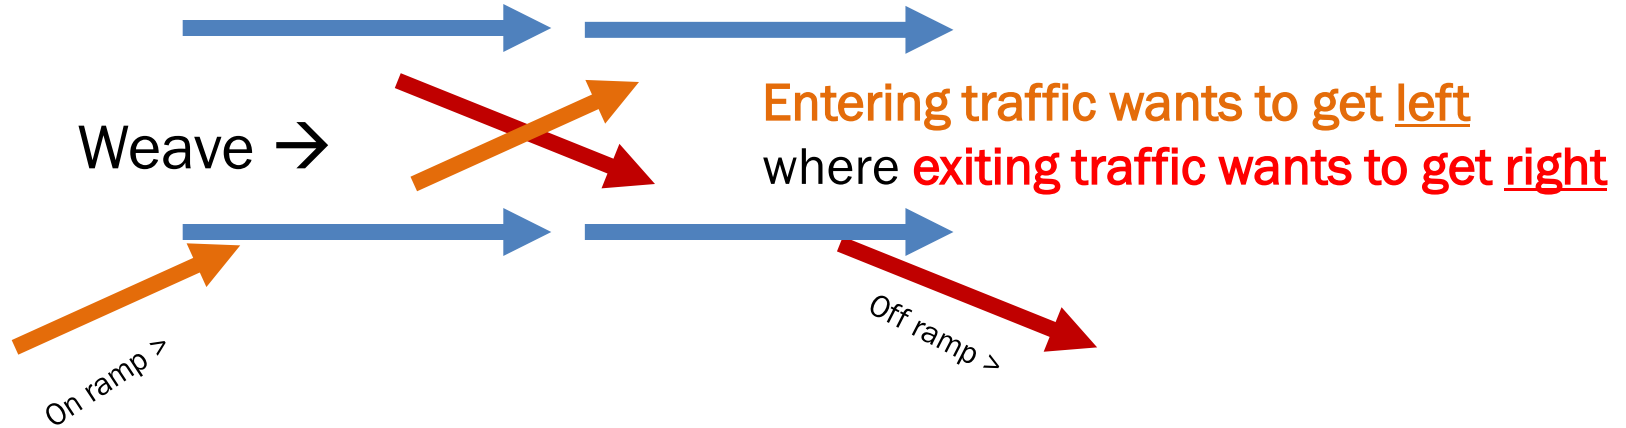 Entering traffic wants to get left
Weave →
where exiting traffic wants to get right
On ramp >
Off ramp >